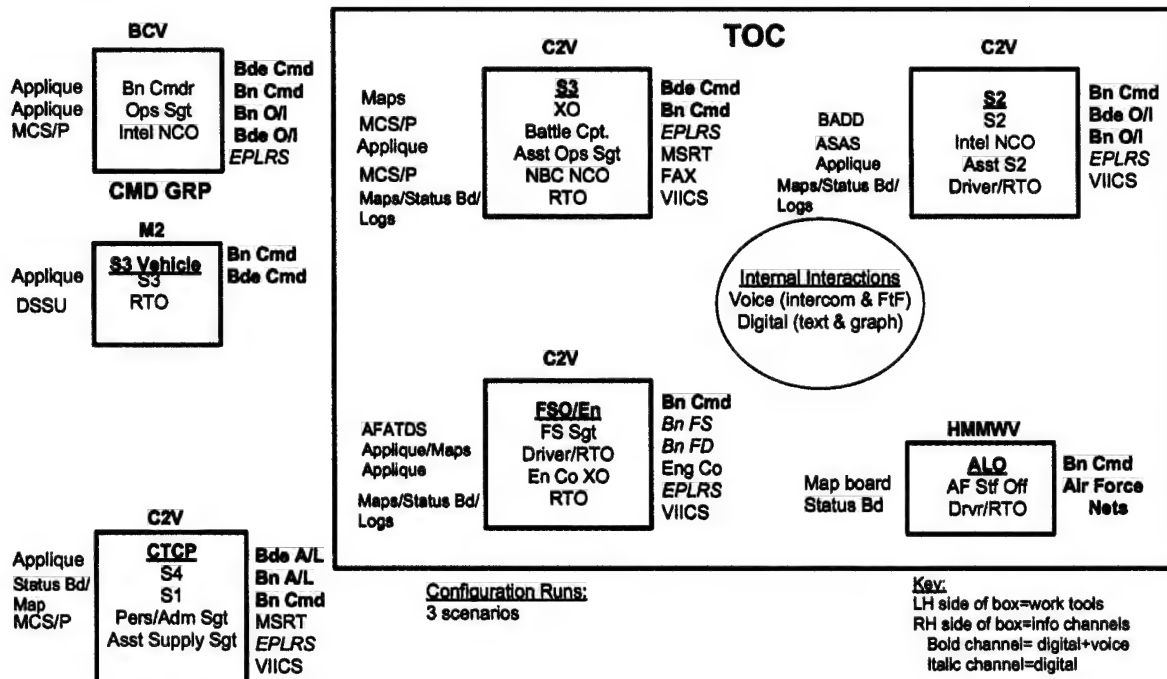 BCV
Applique
Applique
MCS/P
Bn Cmdr
Ops Sgt
Intel NCO
Bde Cmd
Bn Cmd
Bn O/I
Bde O/I
EPLRS
CMD GRP
M2
Applique
DSSU
S3 Vehicle
S3
RTO
Bn Cmd
Bde Cmd
C2V
Applique
Status Bd/
Map
MCS/P
CTCP
S4
S1
Pers/Adm Sgt
Asst Supply Sgt
Bde A/L
Bn A/L
Bn Cmd
MSRT
EPLRS
VIICS
TOC
C2V
Maps
MCS/P
Applique
MCS/P
Maps/Status Bd/
Logs
S3
XO
Battle Cpt.
Asst Ops Sgt
NBC NCO
RTO
Bde Cmd
Bn Cmd
EPLRS
MSRT
FAX
VIICS
C2V
BADD
ASAS
Applique
Maps/Status Bd/
Logs
S2
S2
Intel NCO
Asst S2
Driver/RTO
Bn Cmd
Bde O/I
Bn O/I
EPLRS
VIICS
Internal Interactions
Voice (intercom & FtF)
Digital (text & graph)
C2V
AFATDS
Applique/Maps
Applique
Maps/Status Bd/
Logs
FSO/En
FS Sgt
Driver/RTO
En Co XO
RTO
Bn Cmd
Bn FS
Bn FD
Eng Co
EPLRS
VIICS
HMMWV
Map board
Status Bd
ALO
AF Stf Off
Drvr/RTO
Bn Cmd
Air Force
Nets
Configuration Runs:
3 scenarios
Key:
LH side of box=work tools
RH side of box=info channels
Bold channel= digital+voice
Italic channel=digital